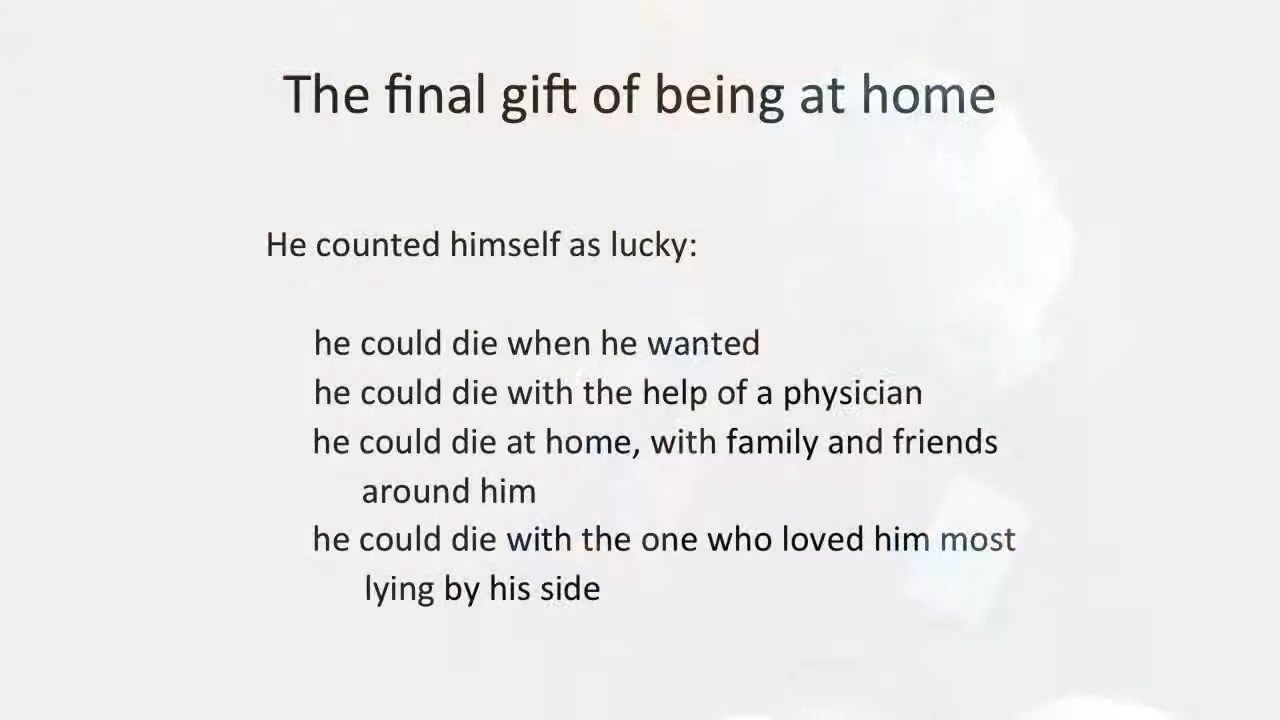 The final gift of being at home
He counted himself as lucky:
he could die when he wanted
he could die with the help of a physician
he could die at home, with family and friends
around him
he could die with the one who loved him most
lying by his side